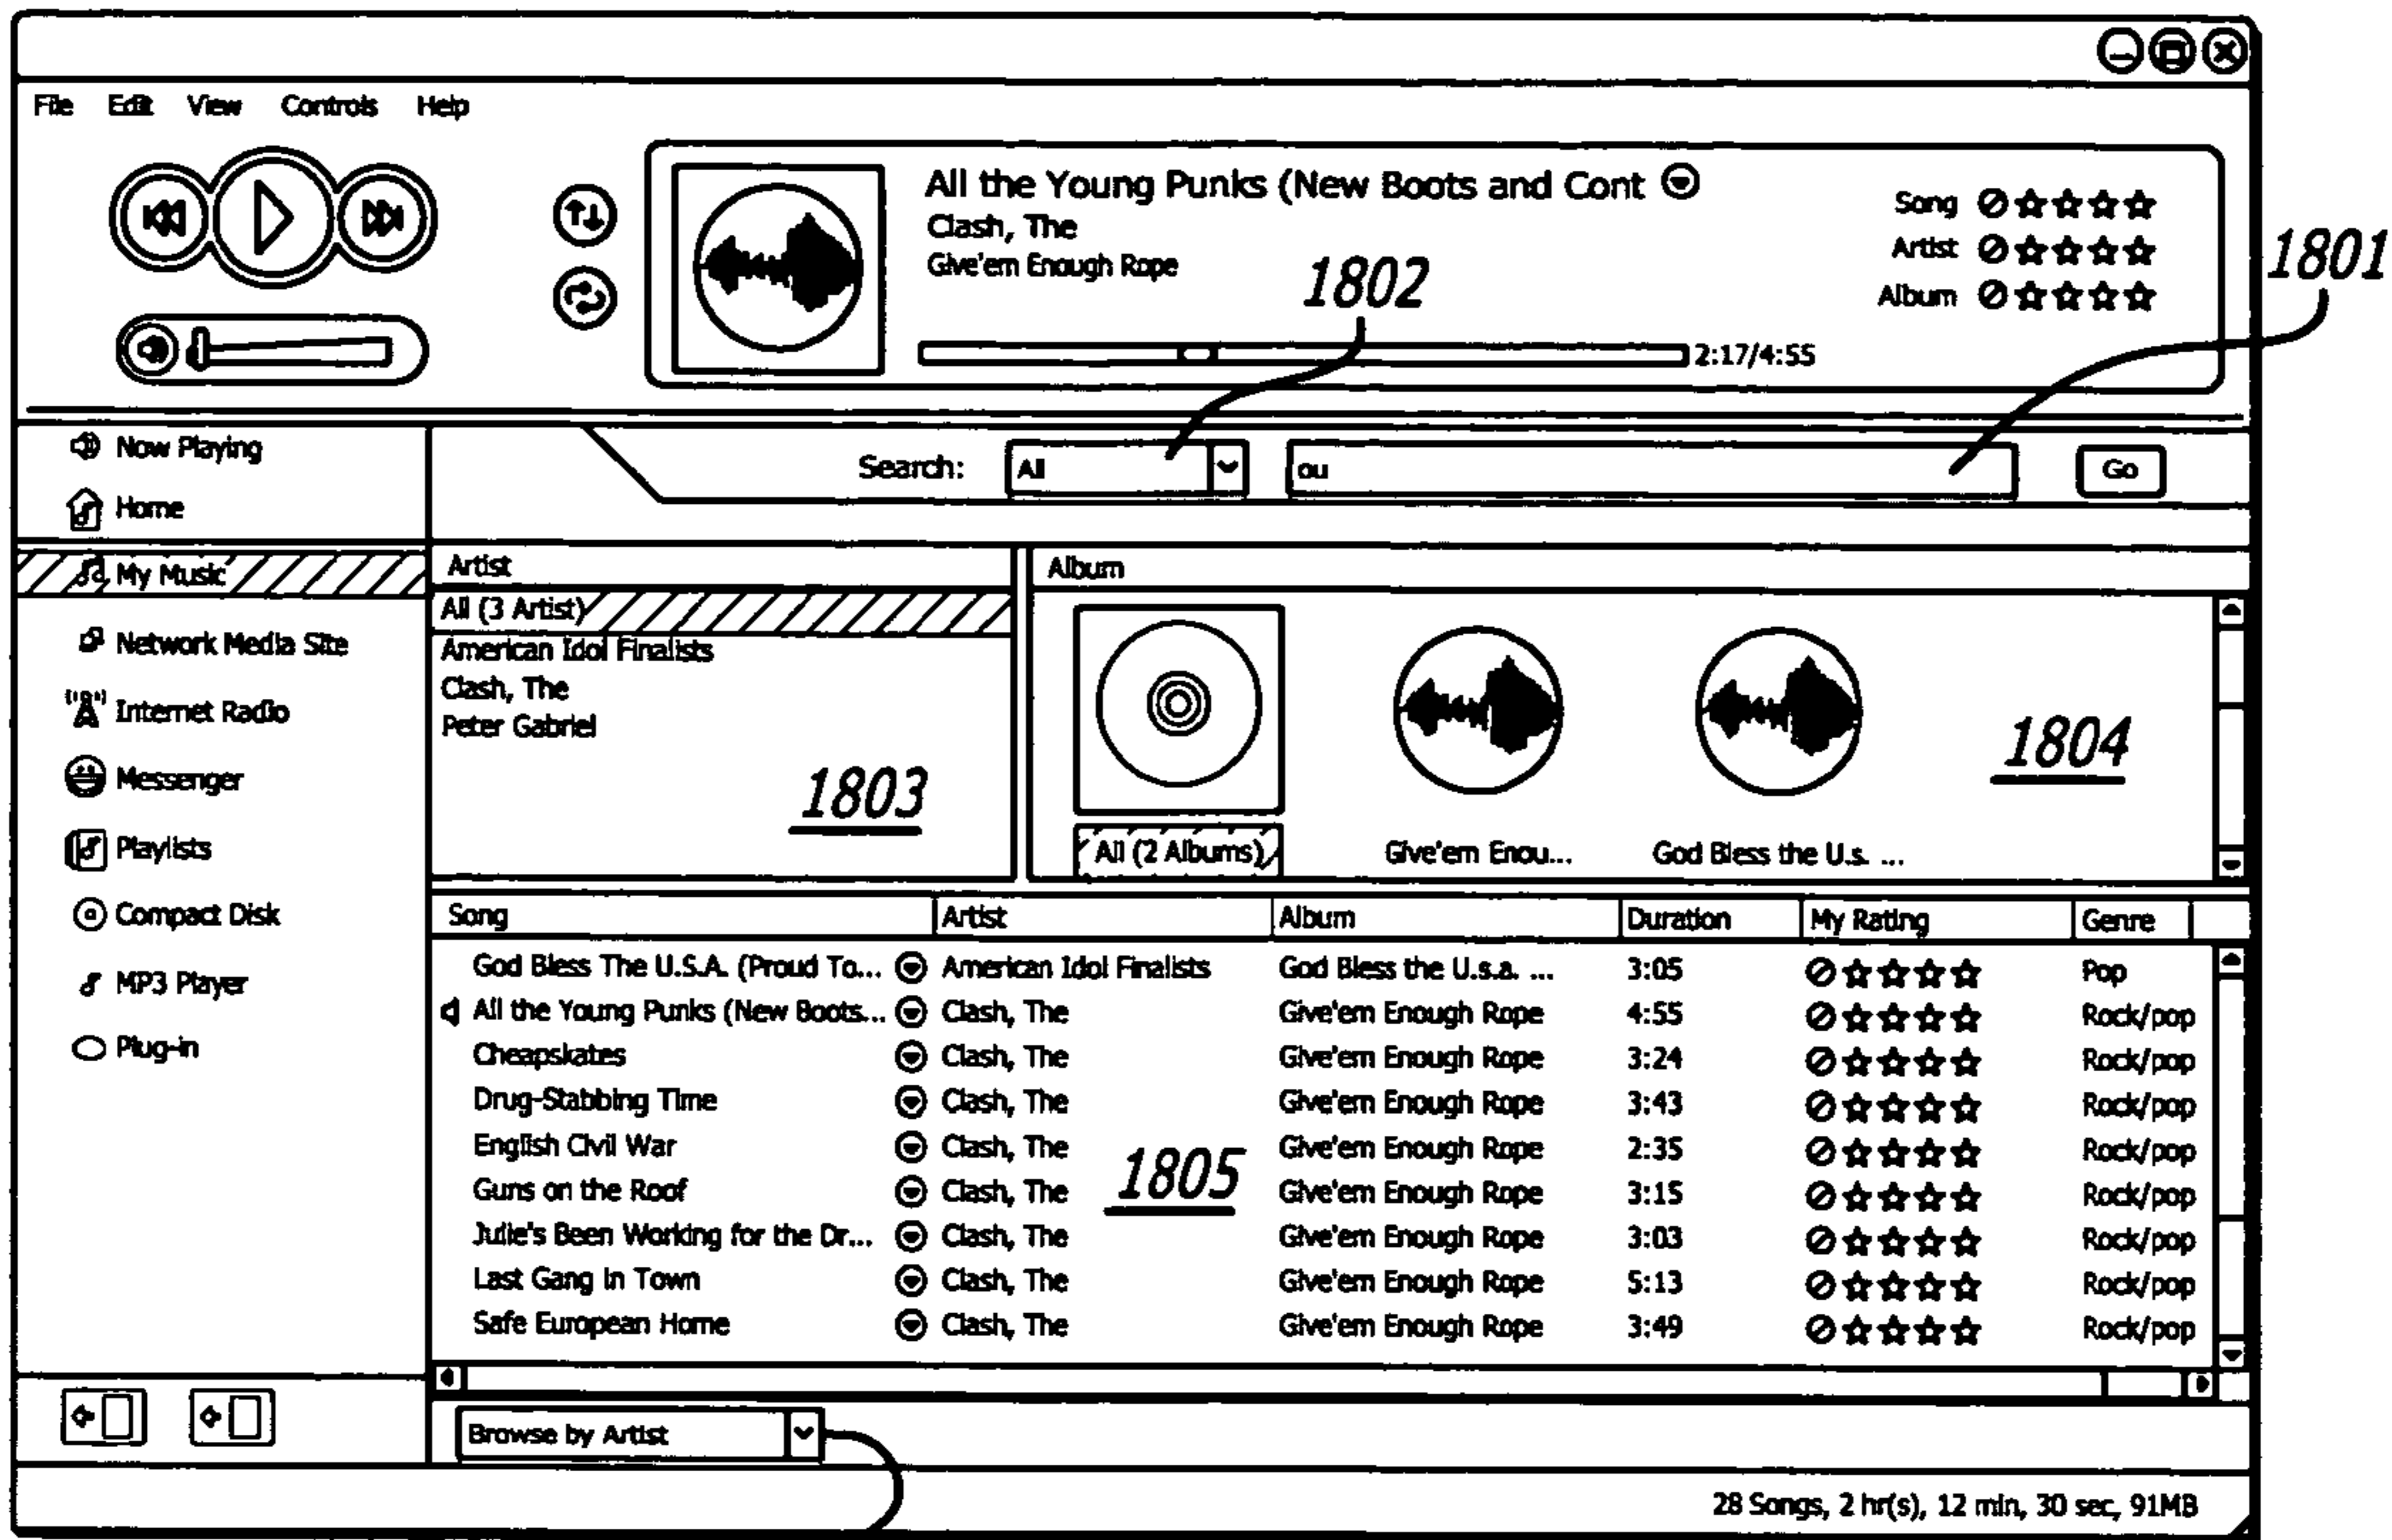 File Edit View Controls Help
All the Young Punks (New Boots and Cont
Clash, The
Give'em Enough Rope
2:17/4:55
Song
Artist
Album
1801
1802
Now Playing
Home
My Music
Network Media Site
Internet Radio
Messenger
Playlists
Compact Disk
MP3 Player
Plug-in
Search: All ou Go
Artist
All (3 Artist)
American Idol Finalists
Clash, The
Peter Gabriel
1803
Album
All (2 Albums) Give'em Enou... God Bless the U.s. ...
1804
Song Artist Album Duration My Rating Genre
God Bless The U.S.A. (Proud To... American Idol Finalists God Bless the U.s.a. ... 3:05 Pop
All the Young Punks (New Boots... Clash, The Give'em Enough Rope 4:55 Rock/pop
Cheapskates Clash, The Give'em Enough Rope 3:24 Rock/pop
Drug-Stabbing Time Clash, The Give'em Enough Rope 3:43 Rock/pop
English Civil War Clash, The Give'em Enough Rope 2:35 Rock/pop
Guns on the Roof Clash, The Give'em Enough Rope 3:15 Rock/pop
Julie's Been Working for the Dr... Clash, The Give'em Enough Rope 3:03 Rock/pop
Last Gang in Town Clash, The Give'em Enough Rope 5:13 Rock/pop
Safe European Home Clash, The Give'em Enough Rope 3:49 Rock/pop
1805
Browse by Artist
28 Songs, 2 hr(s), 12 min, 30 sec, 91MB